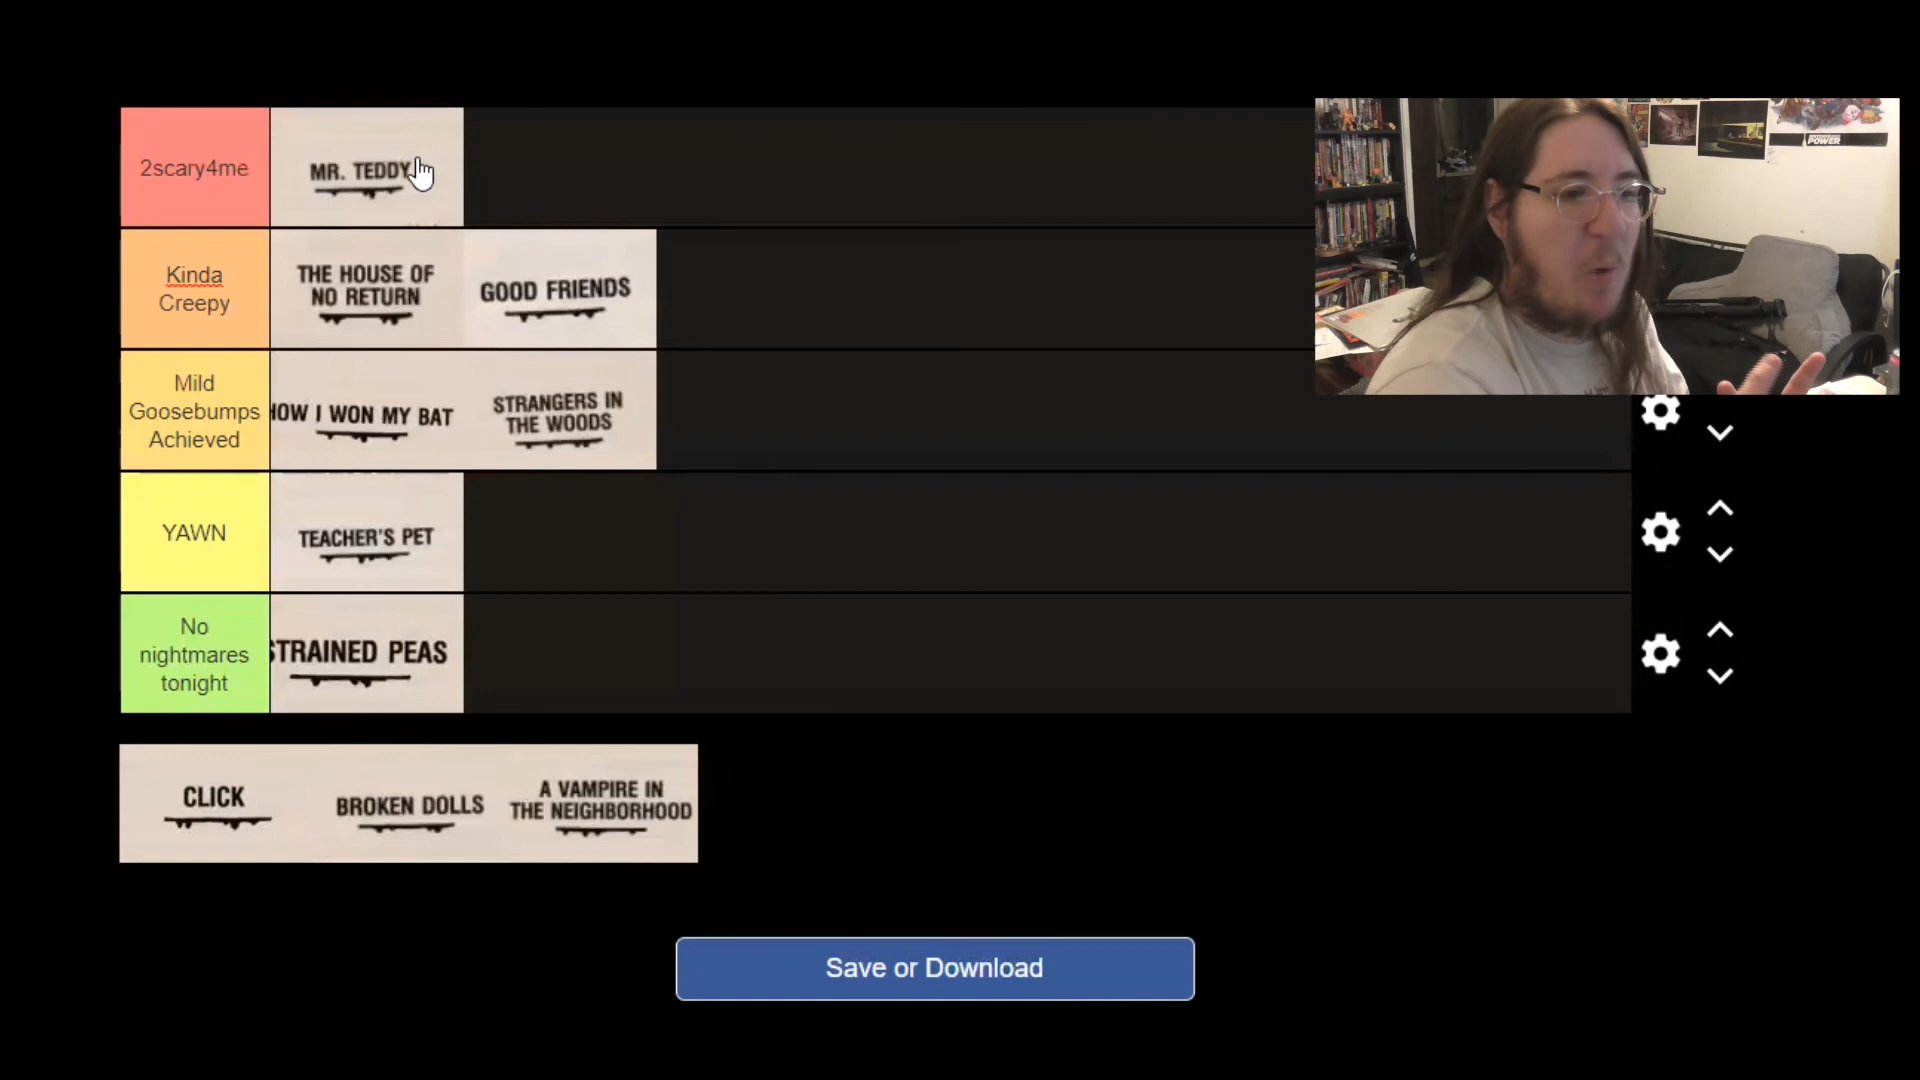 2scary4me
MR. TEDDY
Kinda
Creepy
THE HOUSE OF
NO RETURN
GOOD FRIENDS
Mild
Goosebumps
Achieved
HOW I WON MY BAT
STRANGERS IN
THE WOODS
YAWN
TEACHER'S PET
No
nightmares
tonight
STRAINED PEAS
CLICK
BROKEN DOLLS
A VAMPIRE IN
THE NEIGHBORHOOD
Save or Download
POWER